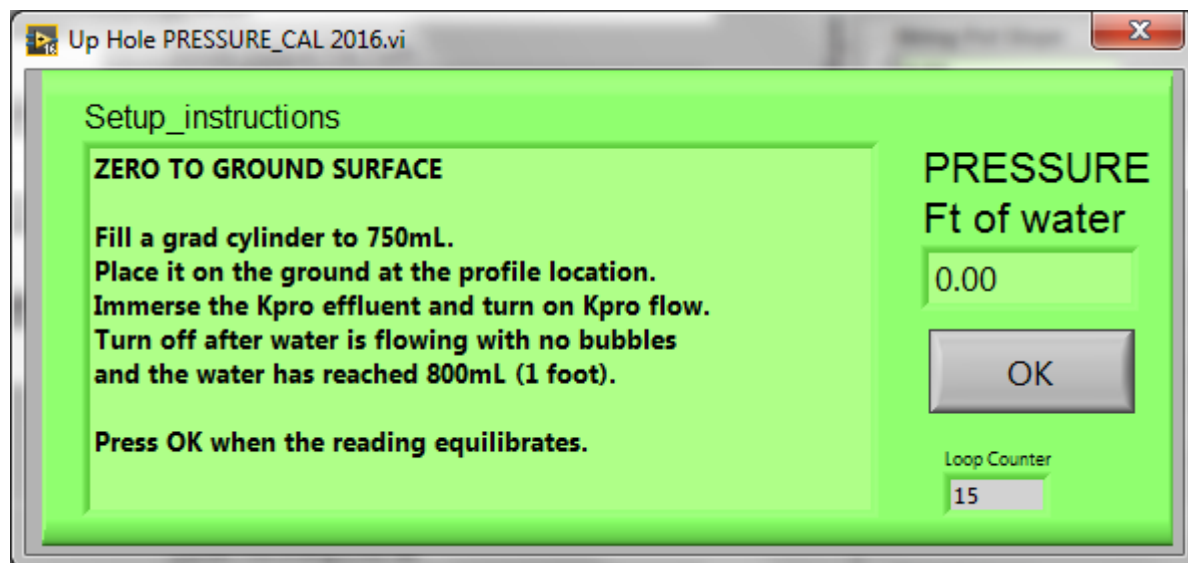 Up Hole PRESSURE_CAL 2016.vi
Setup_instructions
ZERO TO GROUND SURFACE
Fill a grad cylinder to 750mL.
Place it on the ground at the profile location.
Immerse the Kpro effluent and turn on Kpro flow.
Turn off after water is flowing with no bubbles
and the water has reached 800mL (1 foot).
Press OK when the reading equilibrates.
PRESSURE
Ft of water
0.00
OK
Loop Counter
15